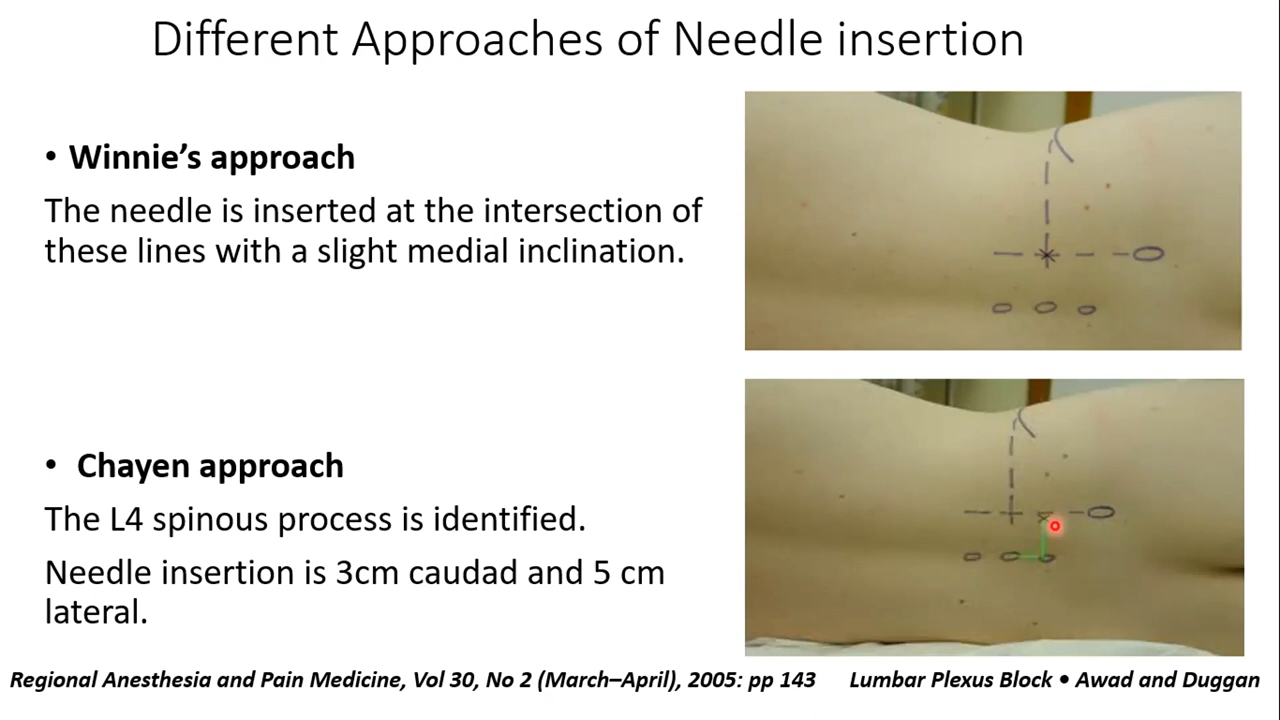 Different Approaches of Needle insertion
• Winnie’s approach
The needle is inserted at the intersection of
these lines with a slight medial inclination.
• Chayen approach
The L4 spinous process is identified.
Needle insertion is 3cm caudad and 5 cm
lateral.
Regional Anesthesia and Pain Medicine, Vol 30, No 2 (March–April), 2005: pp 143 Lumbar Plexus Block • Awad and Duggan